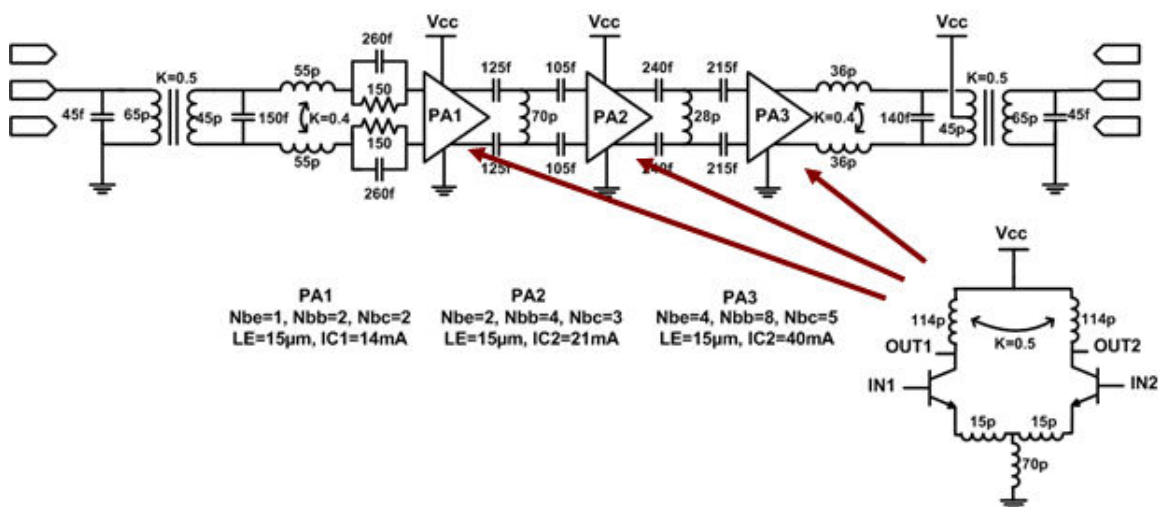 Vcc
Vcc
Vcc
260f
55p
150
125f
105f
240f
215f
36p
K=0.5
K=0.5
45f
65p
45p
150f
K=0.4
PA1
70p
PA2
28p
PA3
K=0.4
140f
45p
65p
45f
150
55p
260f
125f
105f
240f
215f
36p
PA1
Nbe=1, Nbb=2, Nbc=2
LE=15µm, IC1=14mA
PA2
Nbe=2, Nbb=4, Nbc=3
LE=15µm, IC2=21mA
PA3
Nbe=4, Nbb=8, Nbc=5
LE=15µm, IC2=40mA
Vcc
114p
114p
K=0.5
OUT1
OUT2
IN1
IN2
15p
15p
70p